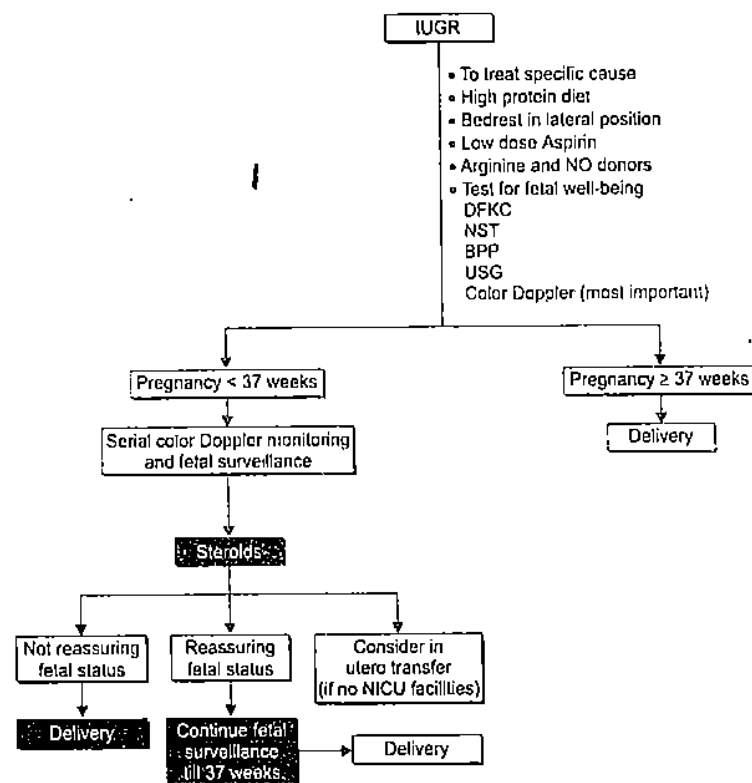 IUGR
• To treat specific cause
• High protein diet
• Bedrest in lateral position
• Low dose Aspirin
• Arginine and NO donors
• Test for fetal well-being
DFKC
NST
BPP
USG
Color Doppler (most important)
Pregnancy < 37 weeks
Pregnancy ≥ 37 weeks
Serial color Doppler monitoring
and fetal surveillance
Delivery
Steroids
Not reassuring
fetal status
Reassuring
fetal status
Consider in
utero transfer
(if no NICU facilities)
Delivery
Continue fetal
surveillance
till 37 weeks
Delivery